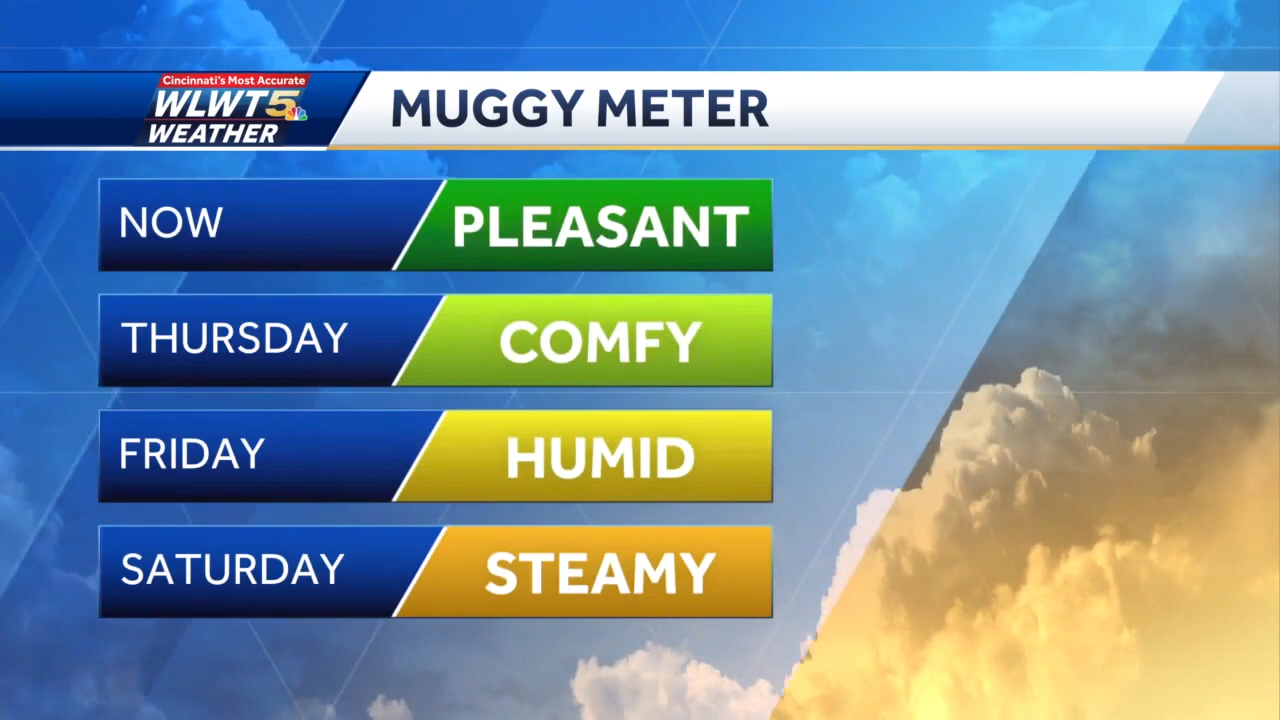 Cincinnati's Most Accurate
WLWT5
WEATHER
MUGGY METER
NOW
PLEASANT
THURSDAY
COMFY
FRIDAY
HUMID
SATURDAY
STEAMY